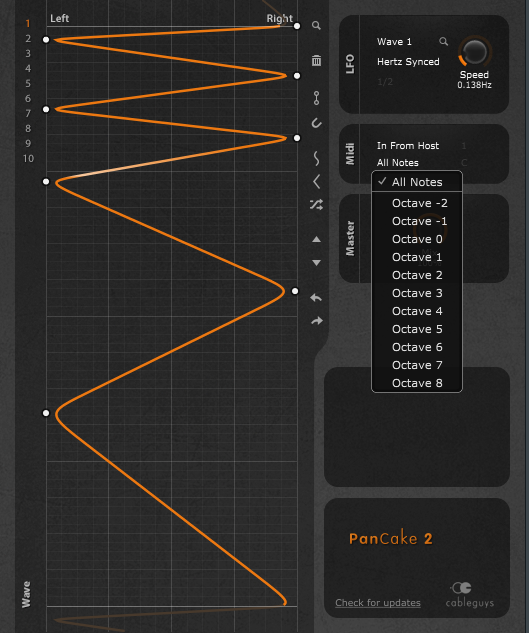 Left Right
1
2
3
4
5
6
7
8
9
10
Wave
LFO
Wave 1
Hertz Synced
1/2
Speed
0.138Hz
Midi
In From Host 1
All Notes C
Master
✓ All Notes
Octave -2
Octave -1
Octave 0
Octave 1
Octave 2
Octave 3
Octave 4
Octave 5
Octave 6
Octave 7
Octave 8
PanCake 2
Check for updates
cableguys